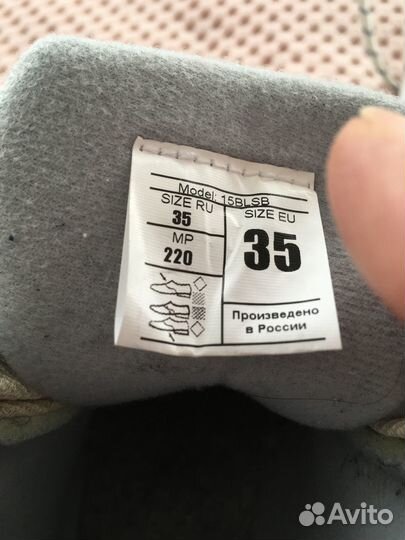 Model: 15BLSB
SIZE RU
35
MP
220
SIZE EU
35
Произведено
в России
Avito